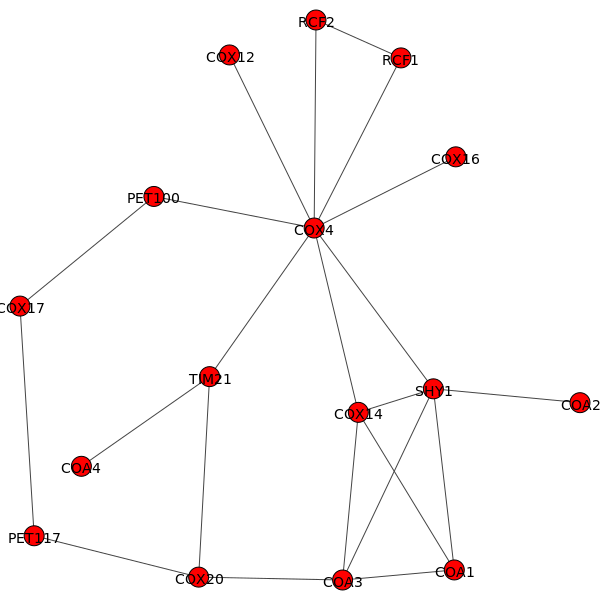 RCF2
COX12
RCF1
COX16
PET100
COX4
COX17
TIM21
SHY1
COA2
COX14
COA4
PET117
COX20
COA3
COA1